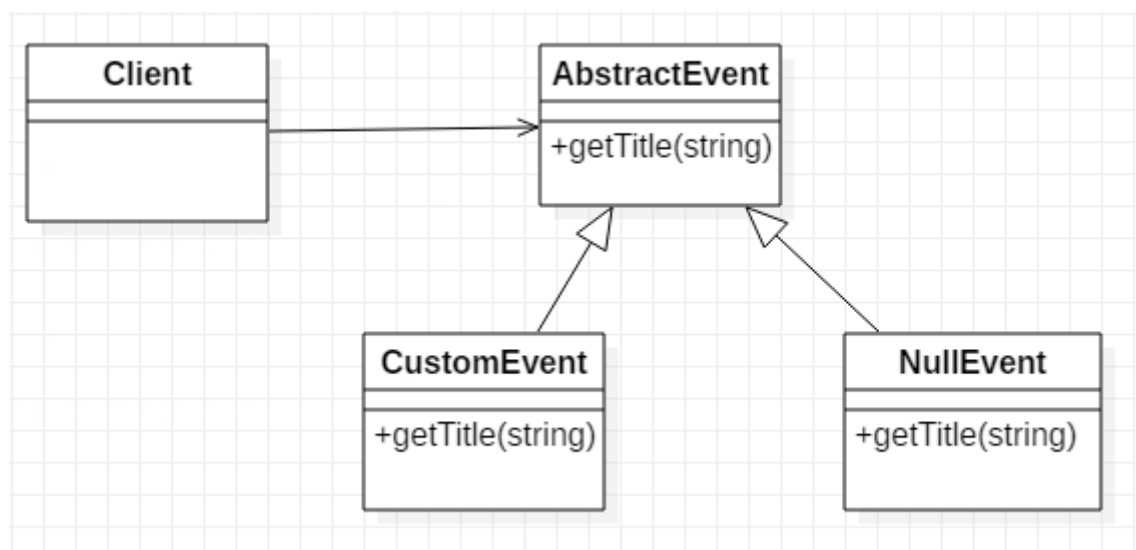 Client
AbstractEvent
+getTitle(string)
CustomEvent
+getTitle(string)
NullEvent
+getTitle(string)